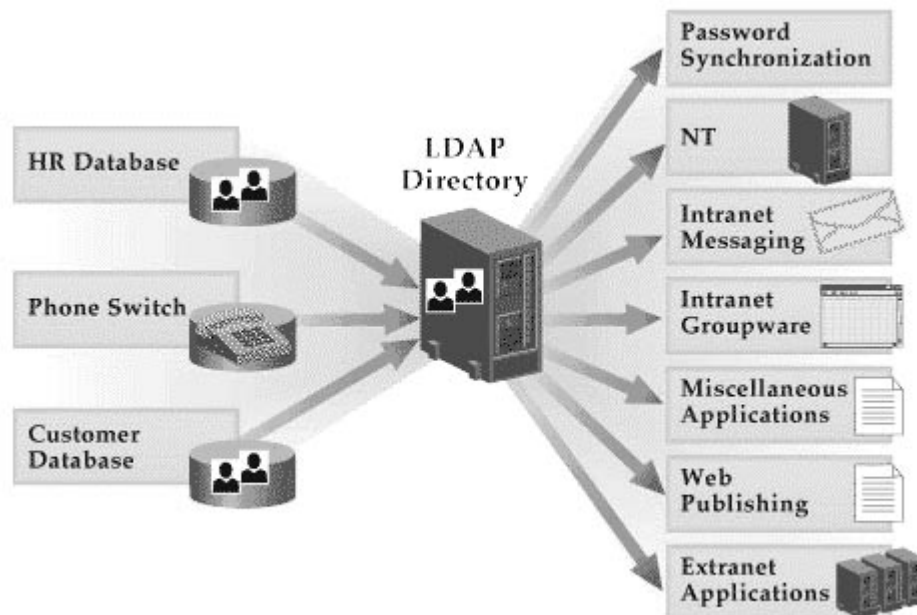 Password
Synchronization
HR Database
LDAP
Directory
NT
Intranet
Messaging
Phone Switch
Intranet
Groupware
Customer
Database
Miscellaneous
Applications
Web
Publishing
Extranet
Applications